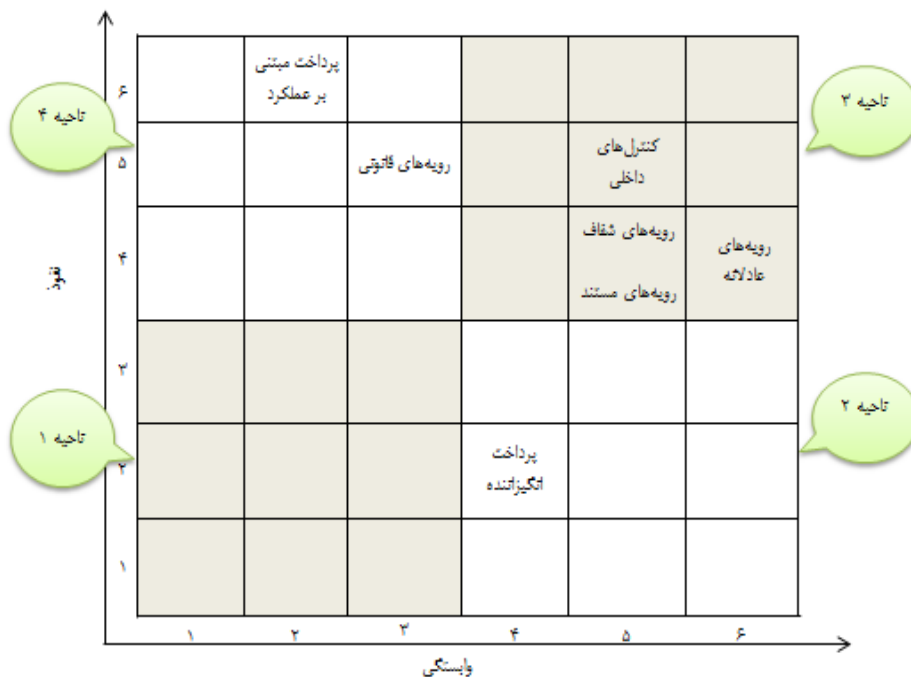 پرداخت مبتنی
بر عملکرد
ناحیه ۳
ناحیه ۴
۶
رویه‌های قانونی
کنترل‌های
داخلی
۵
رویه‌های شفاف
رویه‌های مستند
رویه‌های
عادلانه
۴
نفوذ
۳
ناحیه ۲
ناحیه ۱
پرداخت
انگیزاننده
۲
۱
۱
۲
۳
۴
۵
۶
وابستگی